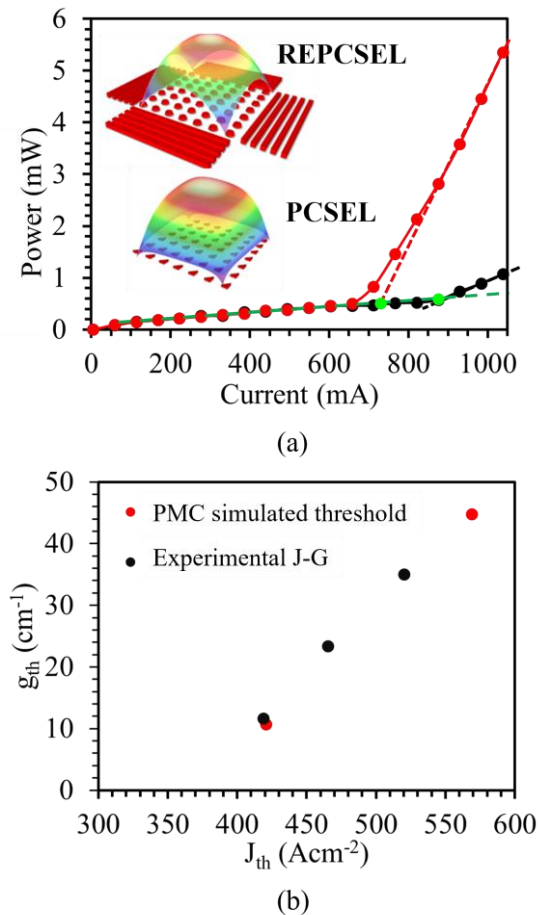 6
5
4
3
2
1
0
Power (mW)
REPCSEL
PCSEL
0 200 400 600 800 1000
Current (mA)
(a)
50
40
30
20
10
0
g_th (cm⁻¹)
PMC simulated threshold
Experimental J-G
300 350 400 450 500 550 600
J_th (Acm⁻²)
(b)